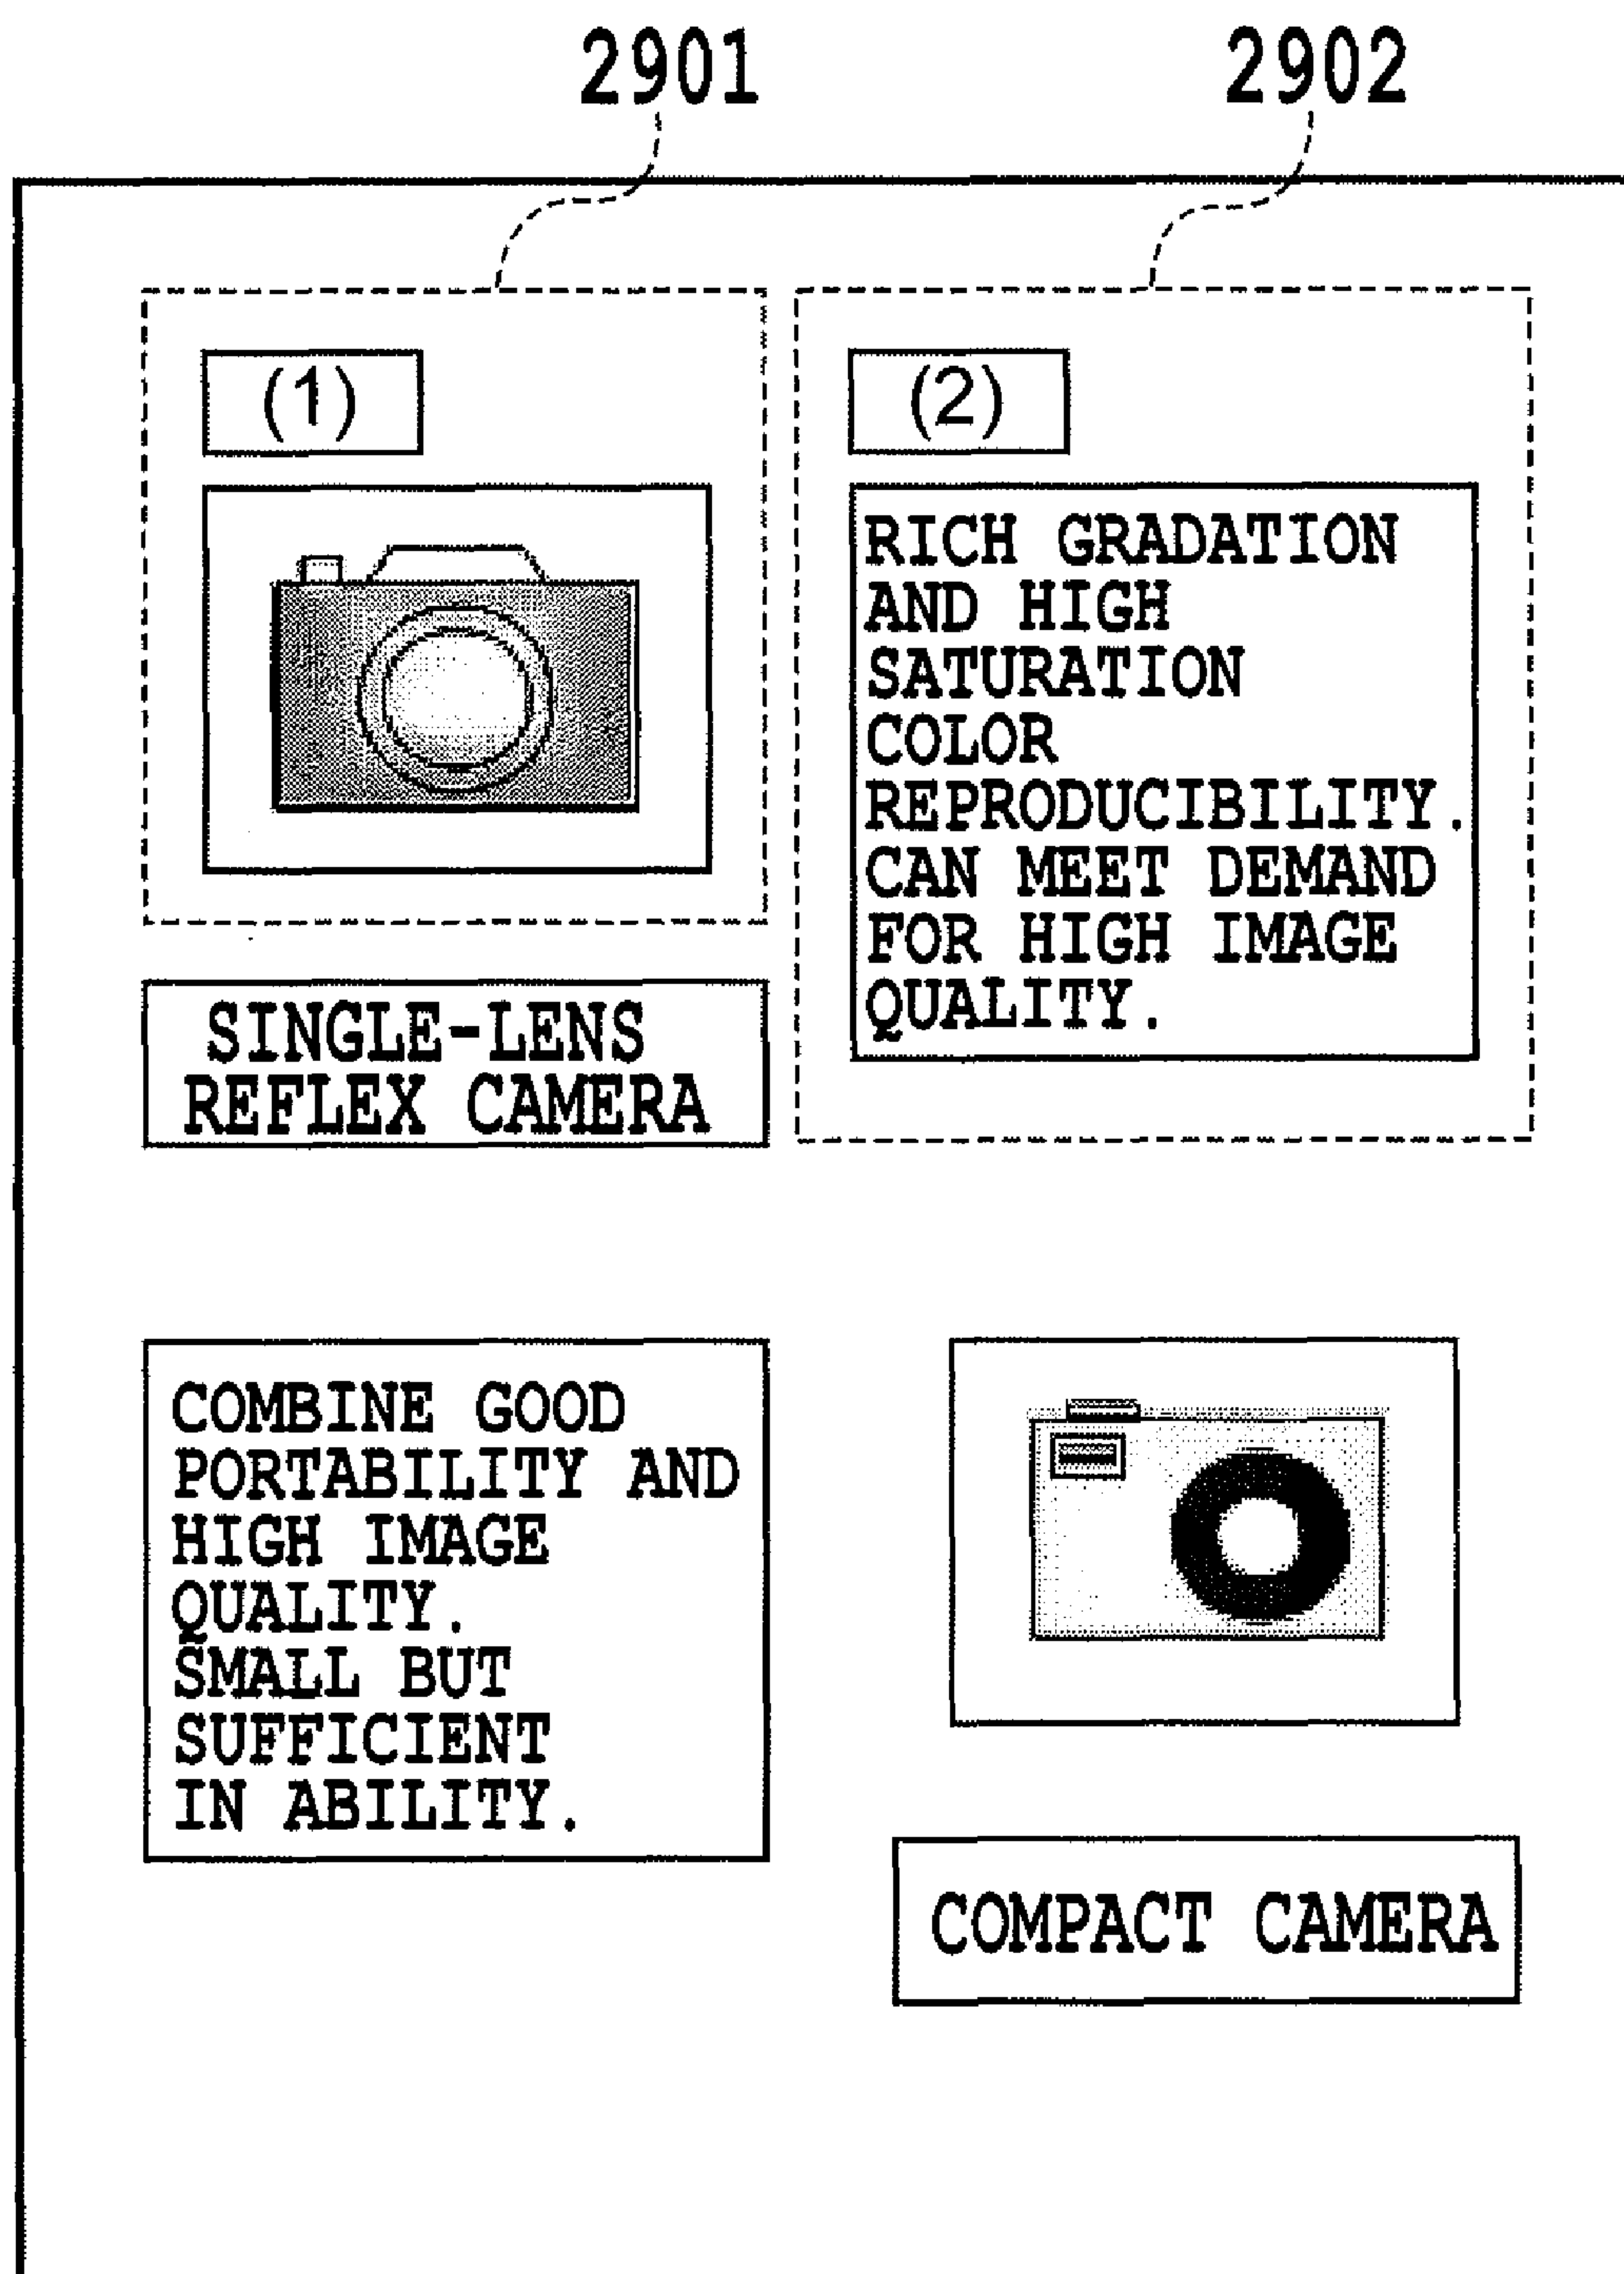 2901
2902
(1)
(2)
RICH GRADATION
AND HIGH
SATURATION
COLOR
REPRODUCIBILITY.
CAN MEET DEMAND
FOR HIGH IMAGE
QUALITY.
SINGLE-LENS
REFLEX CAMERA
COMBINE GOOD
PORTABILITY AND
HIGH IMAGE
QUALITY.
SMALL BUT
SUFFICIENT
IN ABILITY.
COMPACT CAMERA